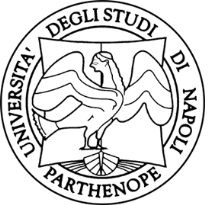 UNIVERSITA' DEGLI STUDI DI NAPOLI
PARTHENOPE